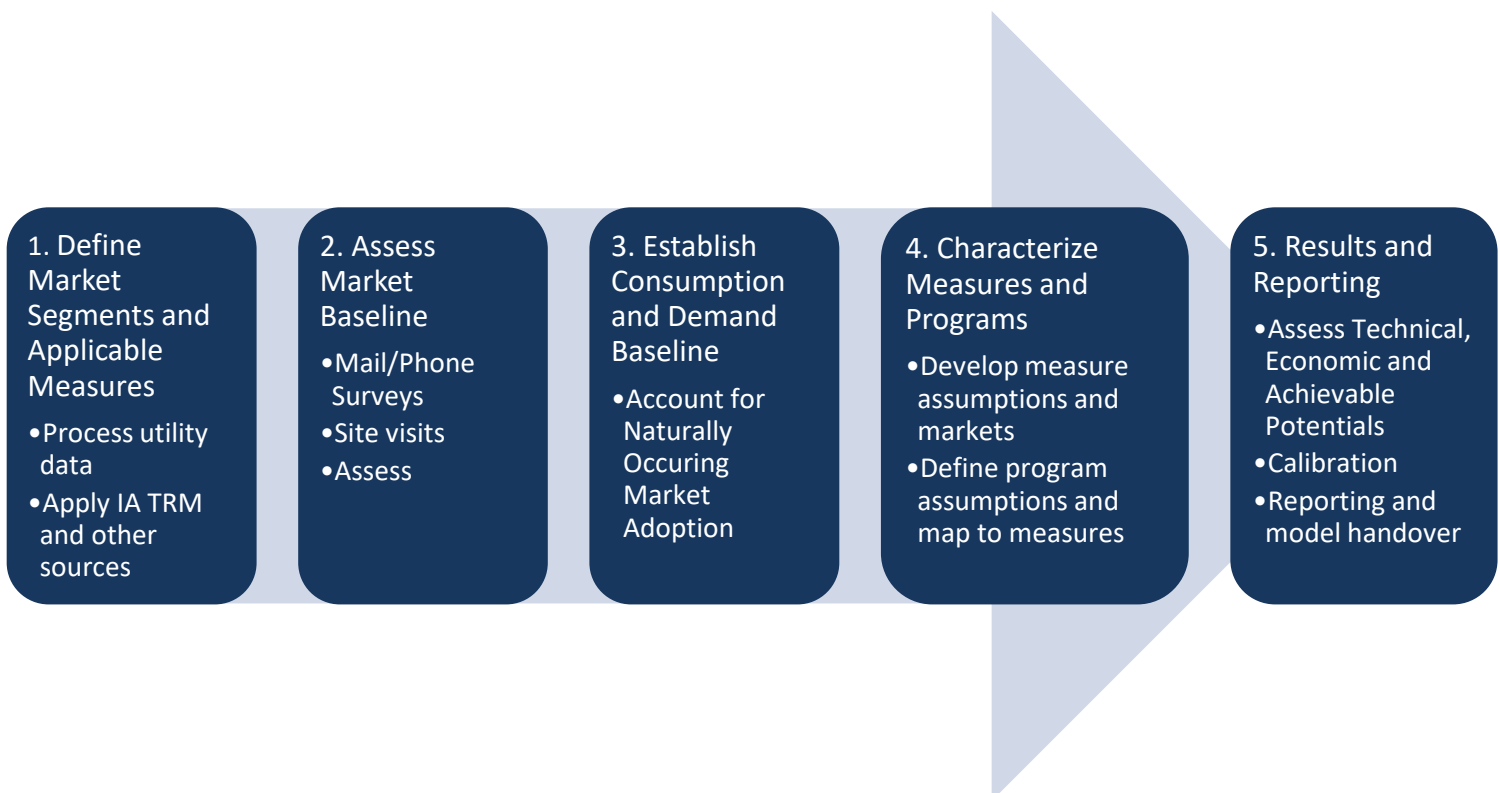 1. Define
Market
Segments and
Applicable
Measures
•Process utility
data
•Apply IA TRM
and other
sources
2. Assess
Market
Baseline
•Mail/Phone
Surveys
•Site visits
•Assess
3. Establish
Consumption
and Demand
Baseline
•Account for
Naturally
Occuring
Market
Adoption
4. Characterize
Measures and
Programs
•Develop measure
assumptions and
markets
•Define program
assumptions and
map to measures
5. Results and
Reporting
•Assess Technical,
Economic and
Achievable
Potentials
•Calibration
•Reporting and
model handover